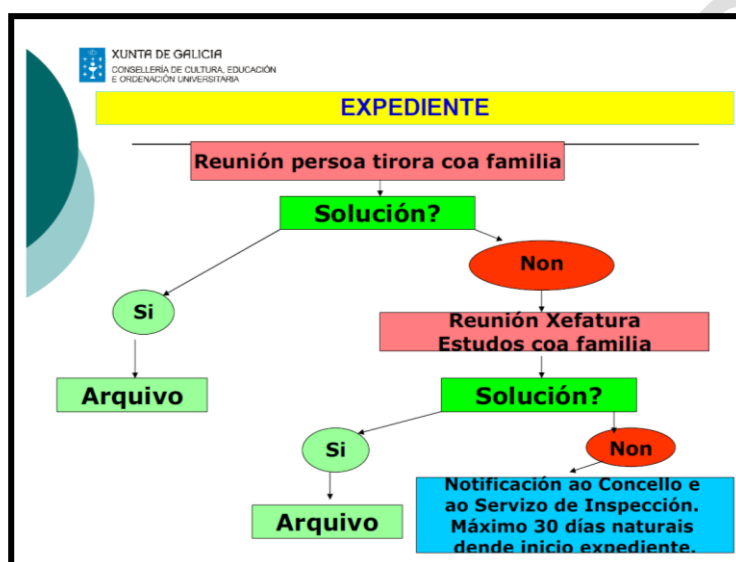 XUNTA DE GALICIA
CONSELLERÍA DE CULTURA, EDUCACIÓN
E ORDENACIÓN UNIVERSITARIA
EXPEDIENTE
Reunión persoa tirora coa familia
Solución?
Non
Si
Reunión Xefatura
Estudos coa familia
Arquivo
Solución?
Si
Non
Notificación ao Concello e
ao Servizo de Inspección.
Máximo 30 días naturais
dende inicio expediente.
Arquivo